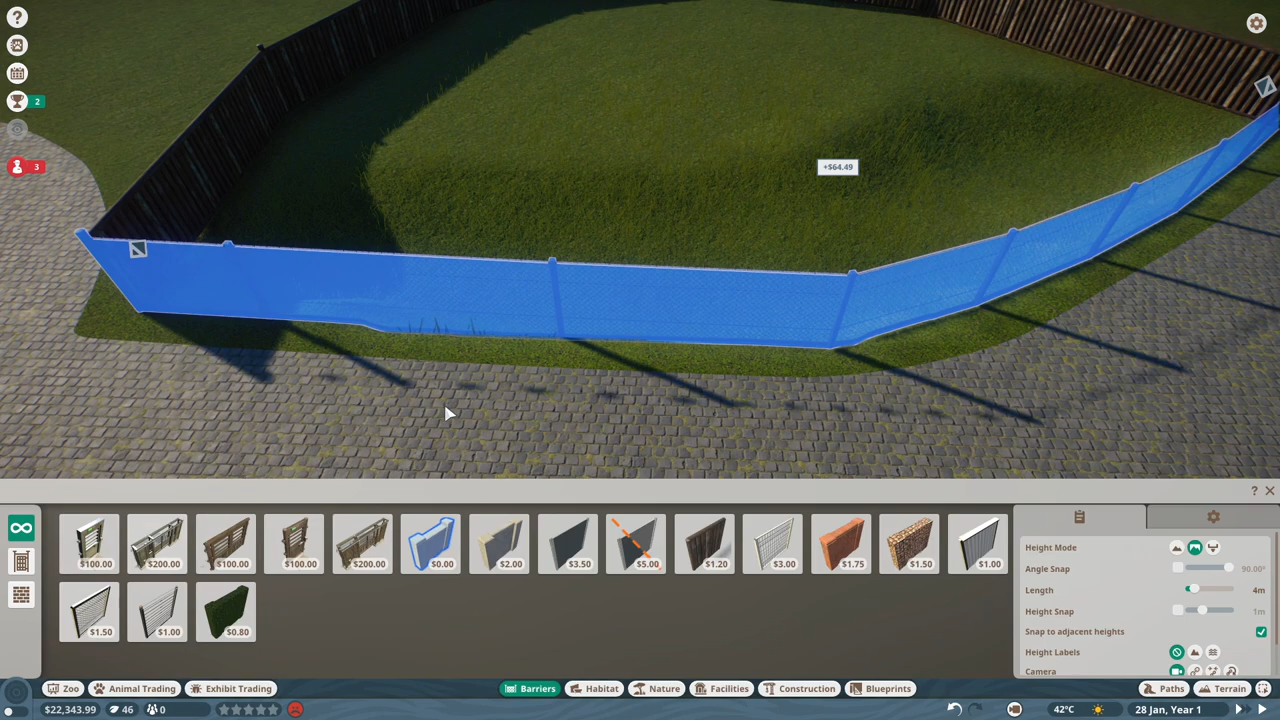 ?
2
3
+$64.49
?
$100.00 $200.00 $100.00 $100.00 $200.00 $0.00 $2.00 $3.50 $5.00 $1.20 $3.00 $1.75 $1.50 $1.00
$1.50 $1.00 $0.80
Height Mode
Angle Snap 90.00°
Length 4m
Height Snap 1m
Snap to adjacent heights
Height Labels
Camera
Zoo Animal Trading Exhibit Trading Barriers Habitat Nature Facilities Construction Blueprints Paths Terrain
$22,343.99 46 0 42°C 28 Jan, Year 1